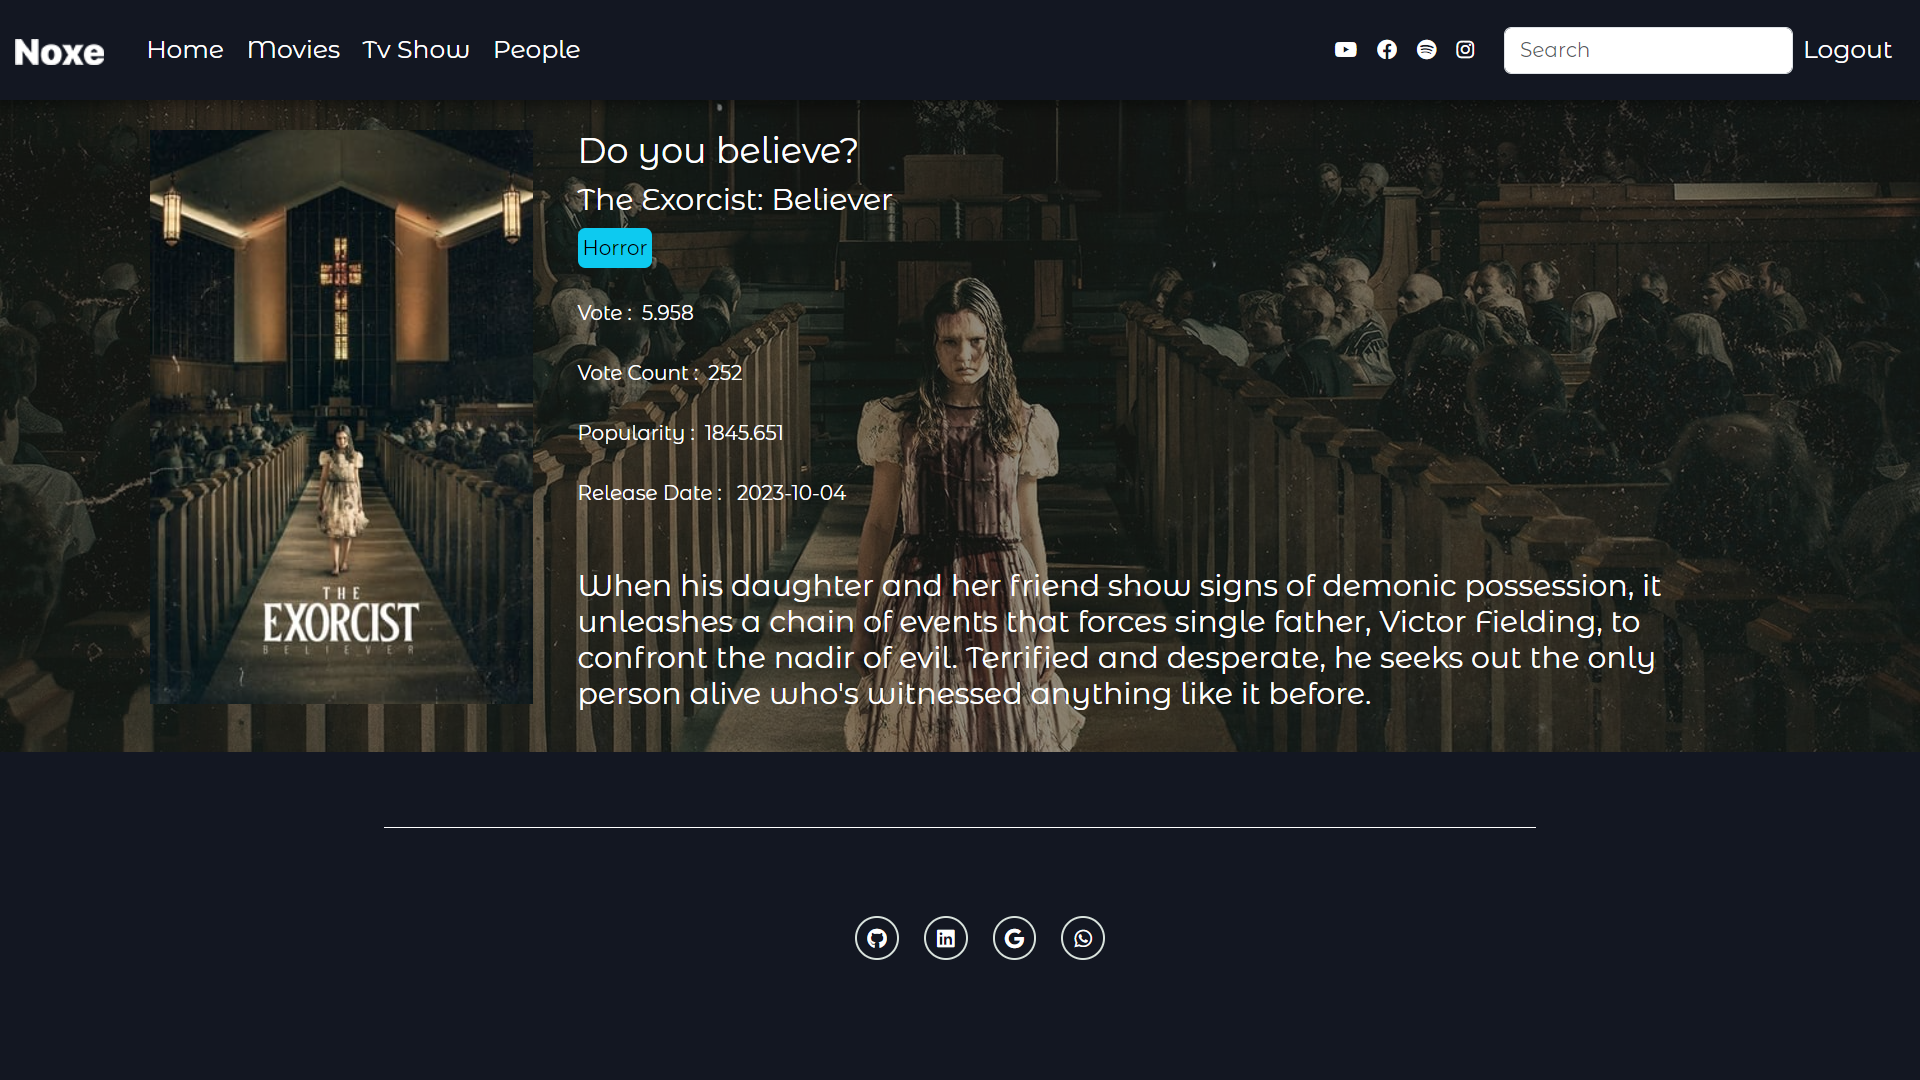 Noxe Home Movies Tv Show People Search Logout
Do you believe?
The Exorcist: Believer
Horror
Vote : 5.958
Vote Count : 252
Popularity : 1845.651
Release Date : 2023-10-04
THE
EXORCIST
BELIEVER
When his daughter and her friend show signs of demonic possession, it
unleashes a chain of events that forces single father, Victor Fielding, to
confront the nadir of evil. Terrified and desperate, he seeks out the only
person alive who's witnessed anything like it before.